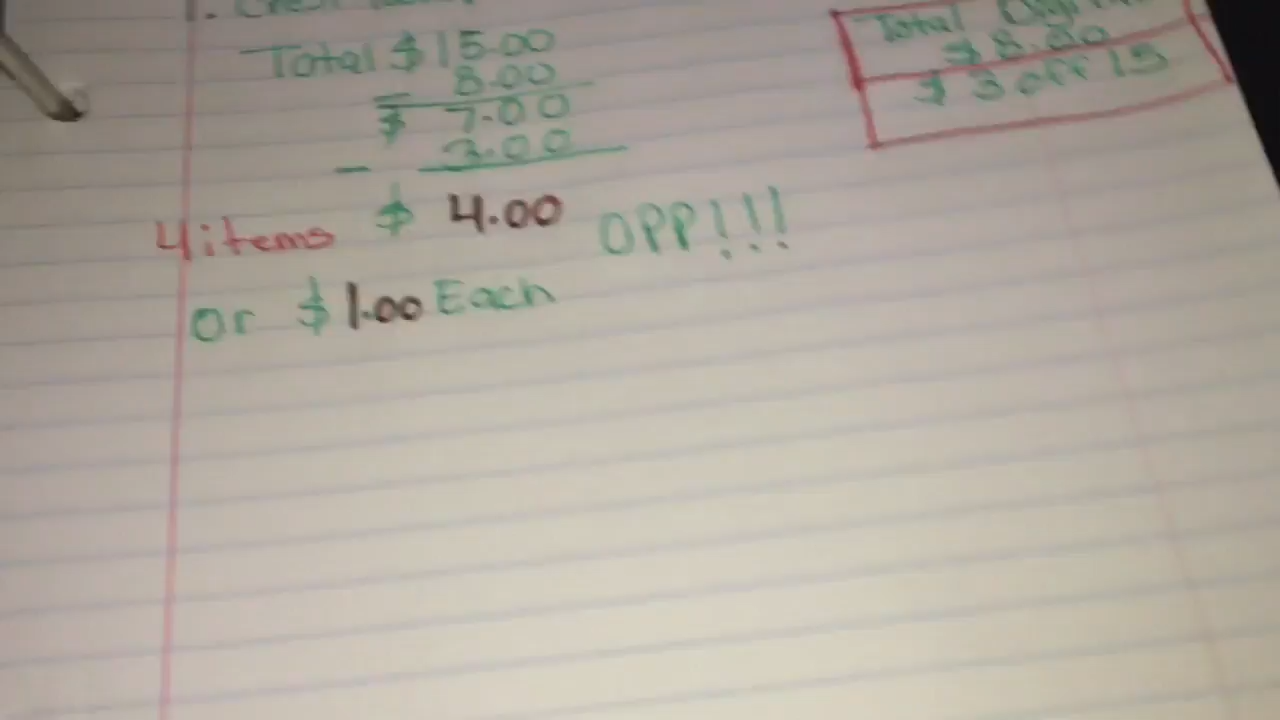 Total $15.00
- 8.00
$ 7.00
- 3.00
4 items $ 4.00 OPP!!!
or $1.00 Each
Total
$ 8.00
$ 3 off 15